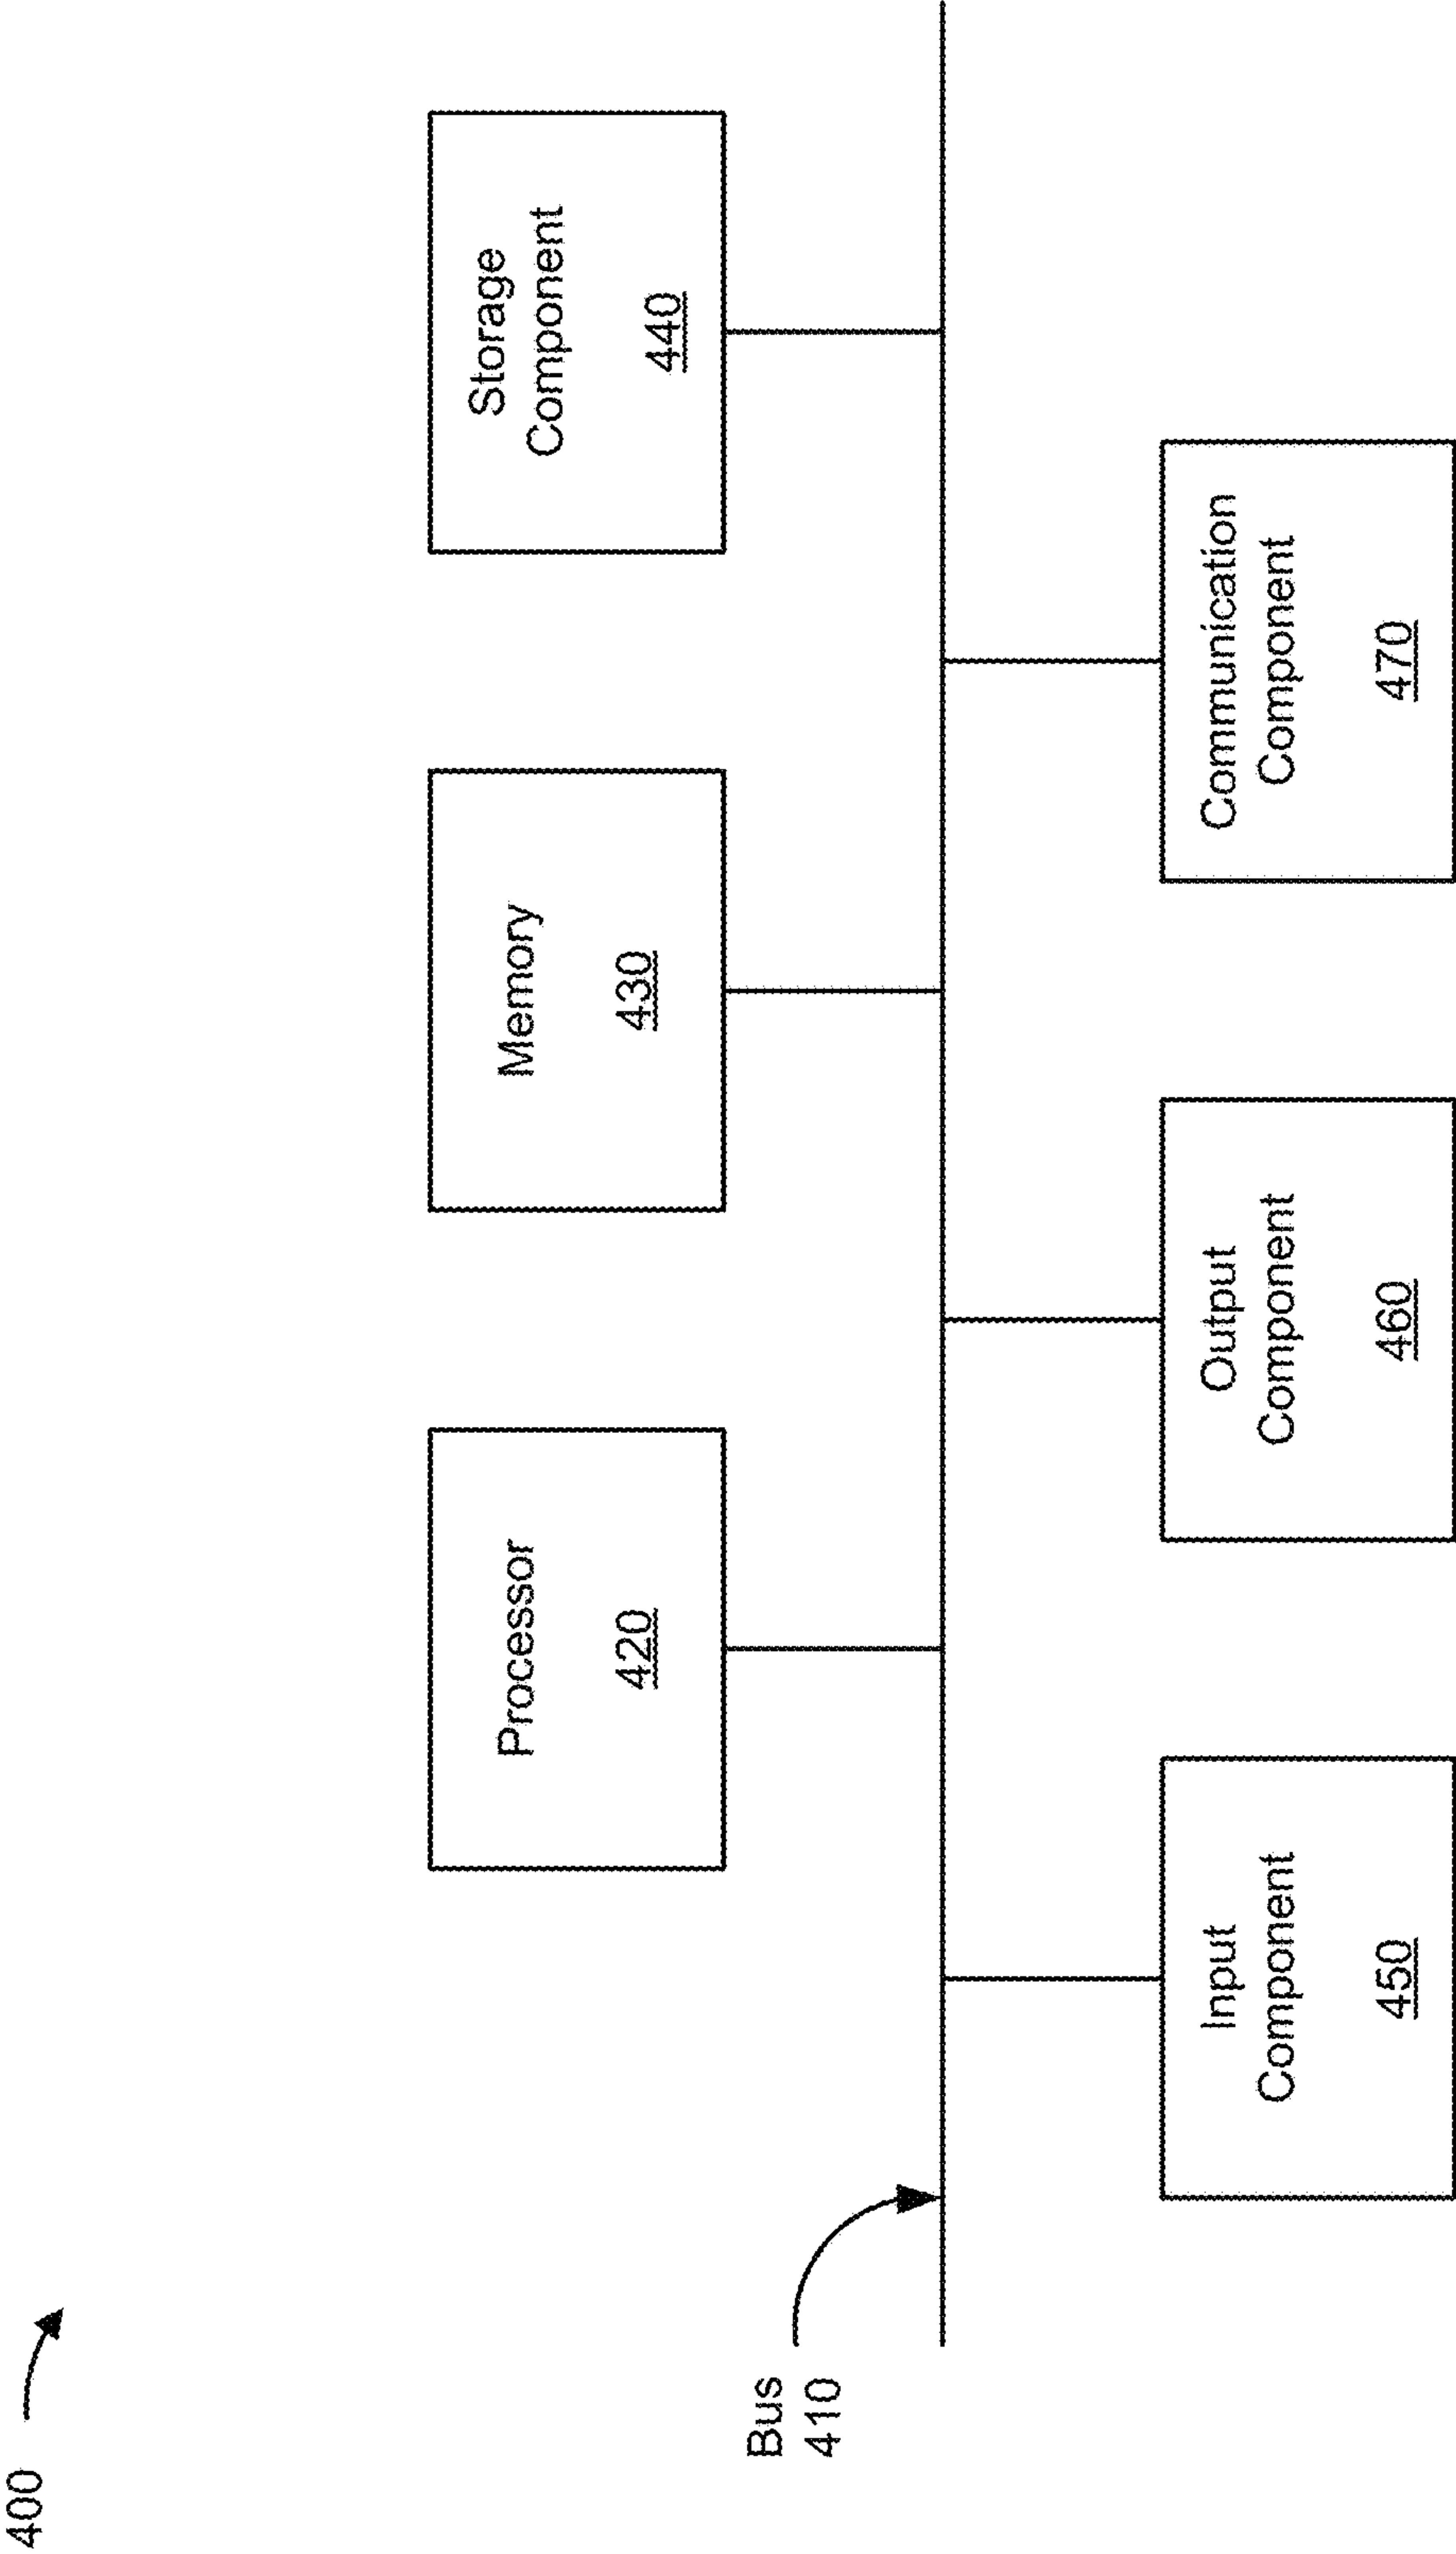 400
Processor
420
Memory
430
Storage
Component
440
Bus
410
Input
Component
450
Output
Component
460
Communication
Component
470